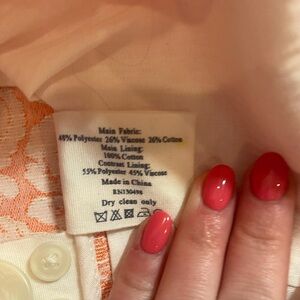 Main Fabric:
48% Polyester 26% Viscose 26% Cotton
Main Lining:
100% Cotton
Contrast Lining:
55% Polyester 45% Viscose
Made in China
RN130498
Dry clean only